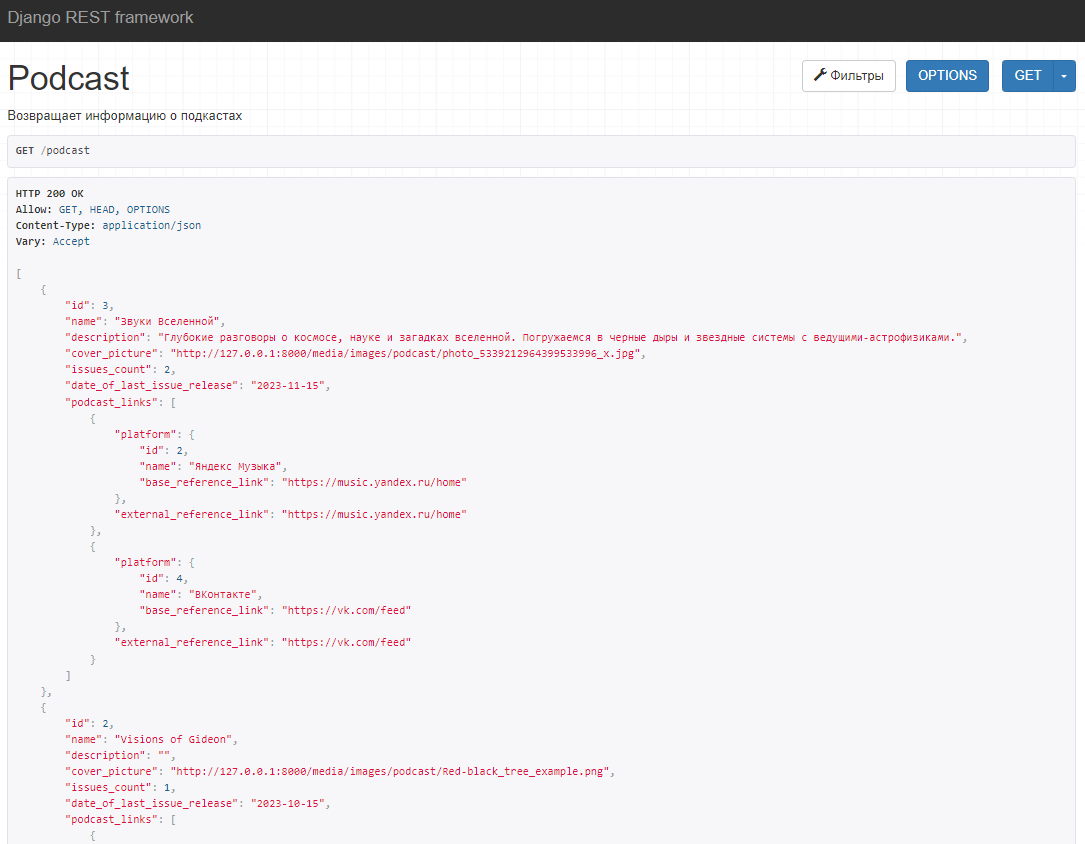 Django REST framework
Podcast
Фильтры
OPTIONS
GET
Возвращает информацию о подкастах
GET /podcast
HTTP 200 OK
Allow: GET, HEAD, OPTIONS
Content-Type: application/json
Vary: Accept
[
    {
        "id": 3,
        "name": "Звуки Вселенной",
        "description": "Глубокие разговоры о космосе, науке и загадках вселенной. Погружаемся в черные дыры и звездные системы с ведущими-астрофизиками.",
        "cover_picture": "http://127.0.0.1:8000/media/images/podcast/photo_5339212964399533996_x.jpg",
        "issues_count": 2,
        "date_of_last_issue_release": "2023-11-15",
        "podcast_links": [
            {
                "platform": {
                    "id": 2,
                    "name": "Яндекс Музыка",
                    "base_reference_link": "https://music.yandex.ru/home"
                },
                "external_reference_link": "https://music.yandex.ru/home"
            },
            {
                "platform": {
                    "id": 4,
                    "name": "ВКонтакте",
                    "base_reference_link": "https://vk.com/feed"
                },
                "external_reference_link": "https://vk.com/feed"
            }
        ]
    },
    {
        "id": 2,
        "name": "Visions of Gideon",
        "description": "",
        "cover_picture": "http://127.0.0.1:8000/media/images/podcast/Red-black_tree_example.png",
        "issues_count": 1,
        "date_of_last_issue_release": "2023-10-15",
        "podcast_links": [
            {